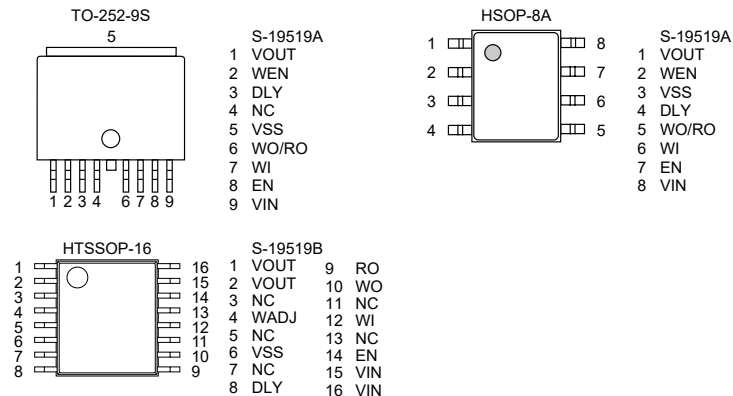 TO-252-9S
5
1 2 3 4 6 7 8 9
S-19519A
1 VOUT
2 WEN
3 DLY
4 NC
5 VSS
6 WO/RO
7 WI
8 EN
9 VIN
HSOP-8A
1 8
2 7
3 6
4 5
S-19519A
1 VOUT
2 WEN
3 VSS
4 DLY
5 WO/RO
6 WI
7 EN
8 VIN
HTSSOP-16
1 16
2 15
3 14
4 13
5 12
6 11
7 10
8 9
S-19519B
1 VOUT 9 RO
2 VOUT 10 WO
3 NC 11 NC
4 WADJ 12 WI
5 NC 13 NC
6 VSS 14 EN
7 NC 15 VIN
8 DLY 16 VIN